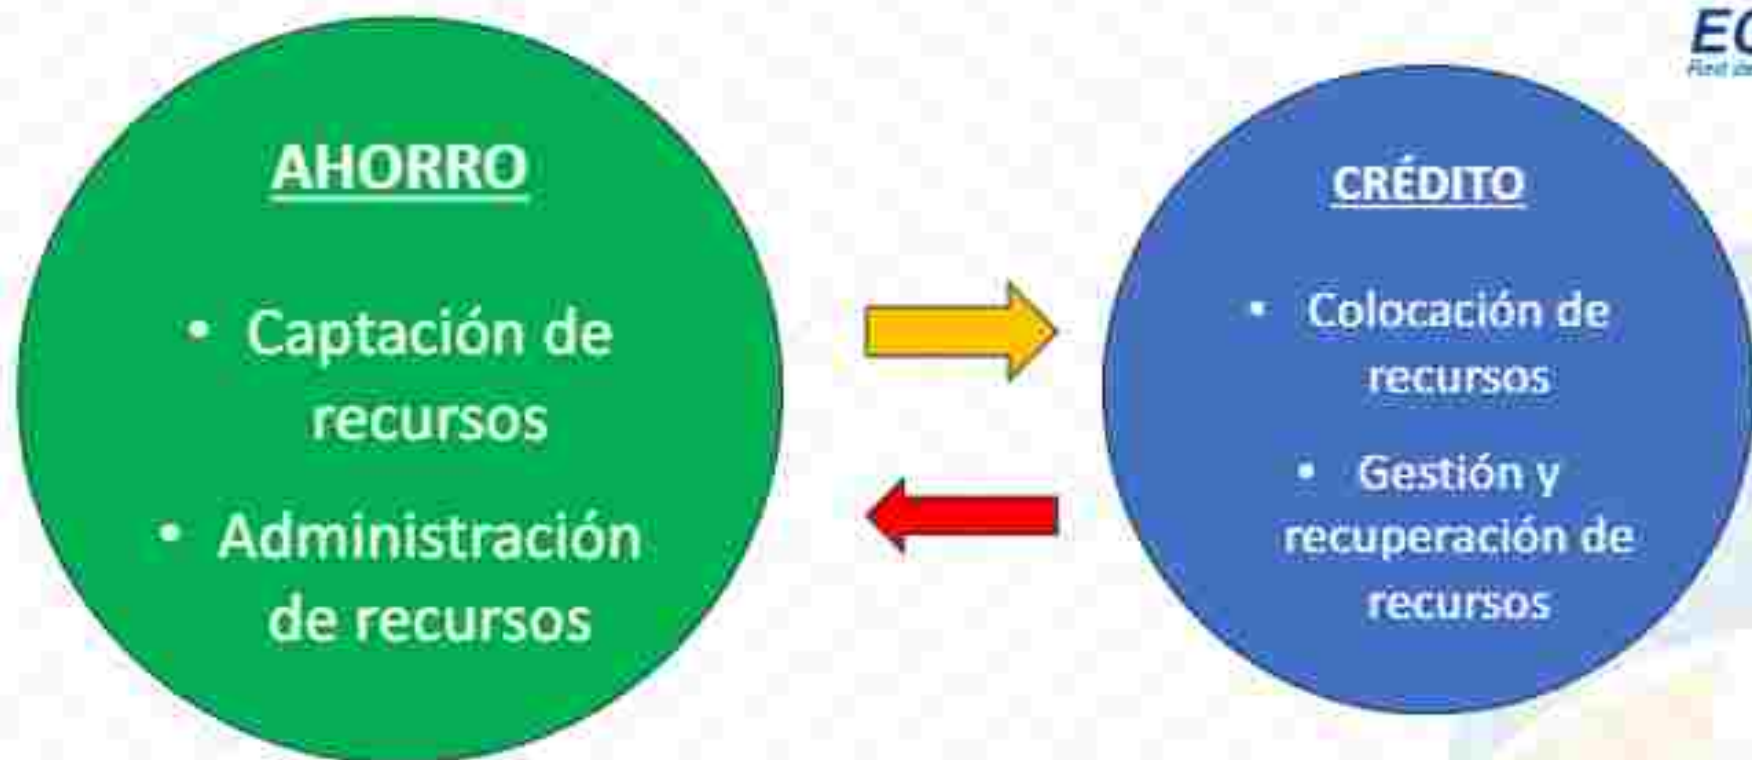 AHORRO
• Captación de
recursos
• Administración
de recursos
CRÉDITO
• Colocación de
recursos
• Gestión y
recuperación de
recursos